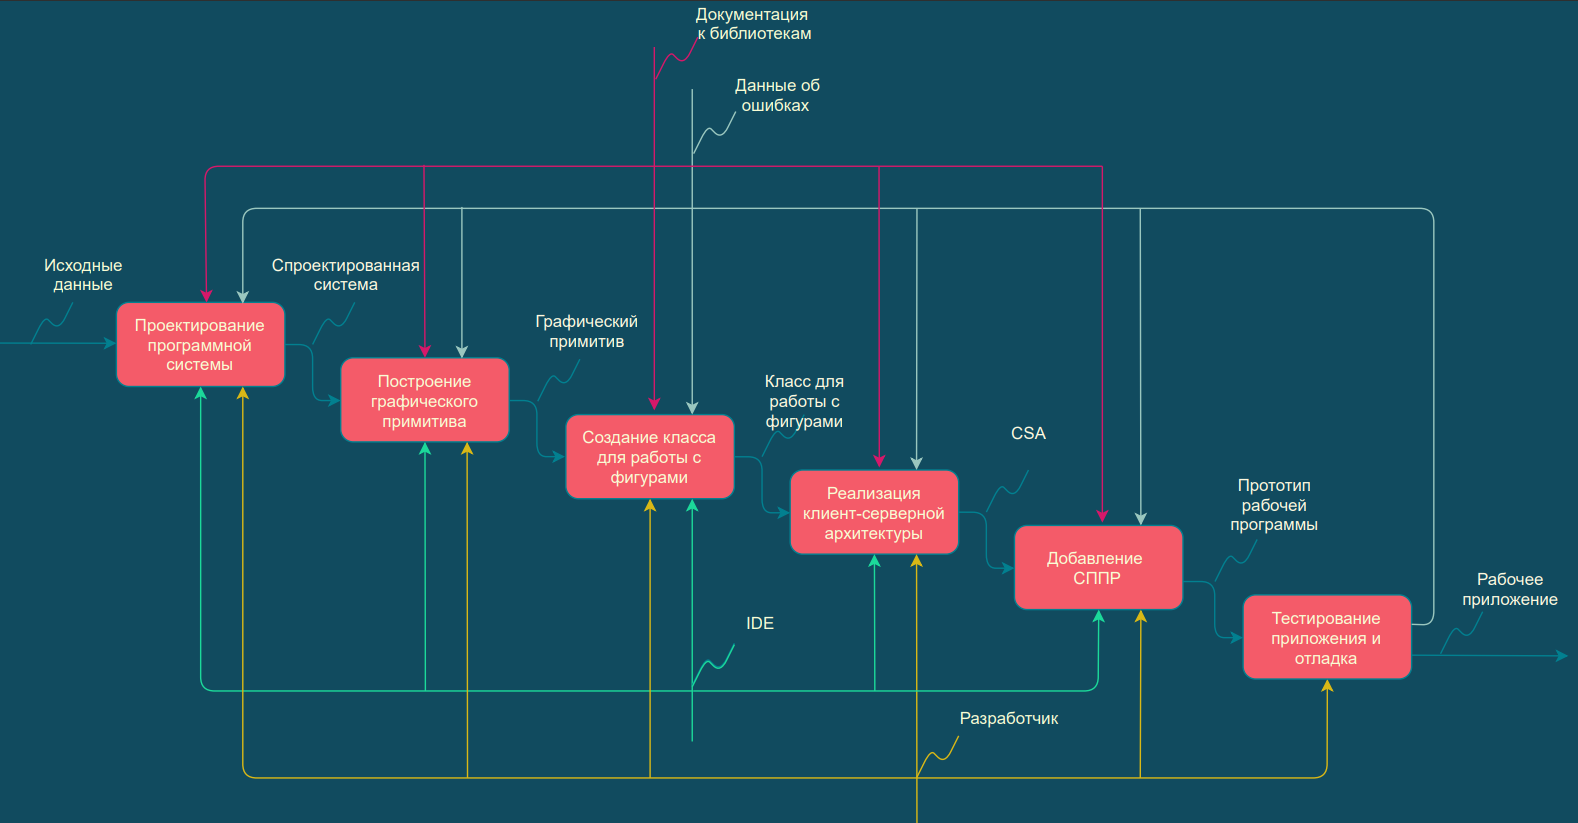 Документация
к библиотекам
Данные об
ошибках
Исходные
данные
Спроектированная
система
Проектирование
программной
системы
Графический
примитив
Построение
графического
примитива
Класс для
работы с
фигурами
Создание класса
для работы с
фигурами
CSA
Реализация
клиент-серверной
архитектуры
Прототип
рабочей
программы
Добавление
СППР
Рабочее
приложение
Тестирование
приложения и
отладка
IDE
Разработчик